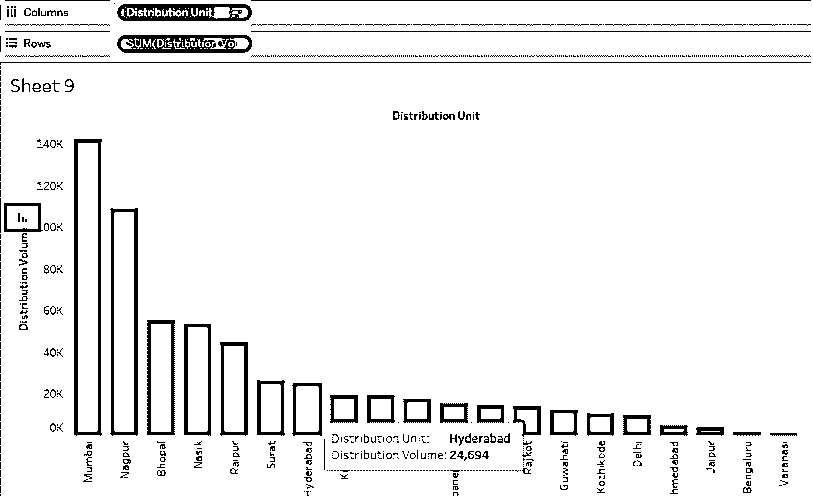 Columns
Distribution Unit
Rows
SUM(Distribution Vo
Sheet 9
Distribution Unit
140K
120K
00K
80K
60K
40K
20K
0K
Distribution Volume
Mumbai
Nagpur
Bhopal
Nasik
Raipur
Surat
Hyderabad
Rajkot
Guwahati
Kozhikode
Delhi
hmedabad
Jaipur
Bengaluru
Varanasi
Distribution Unit: Hyderabad
Distribution Volume: 24,694